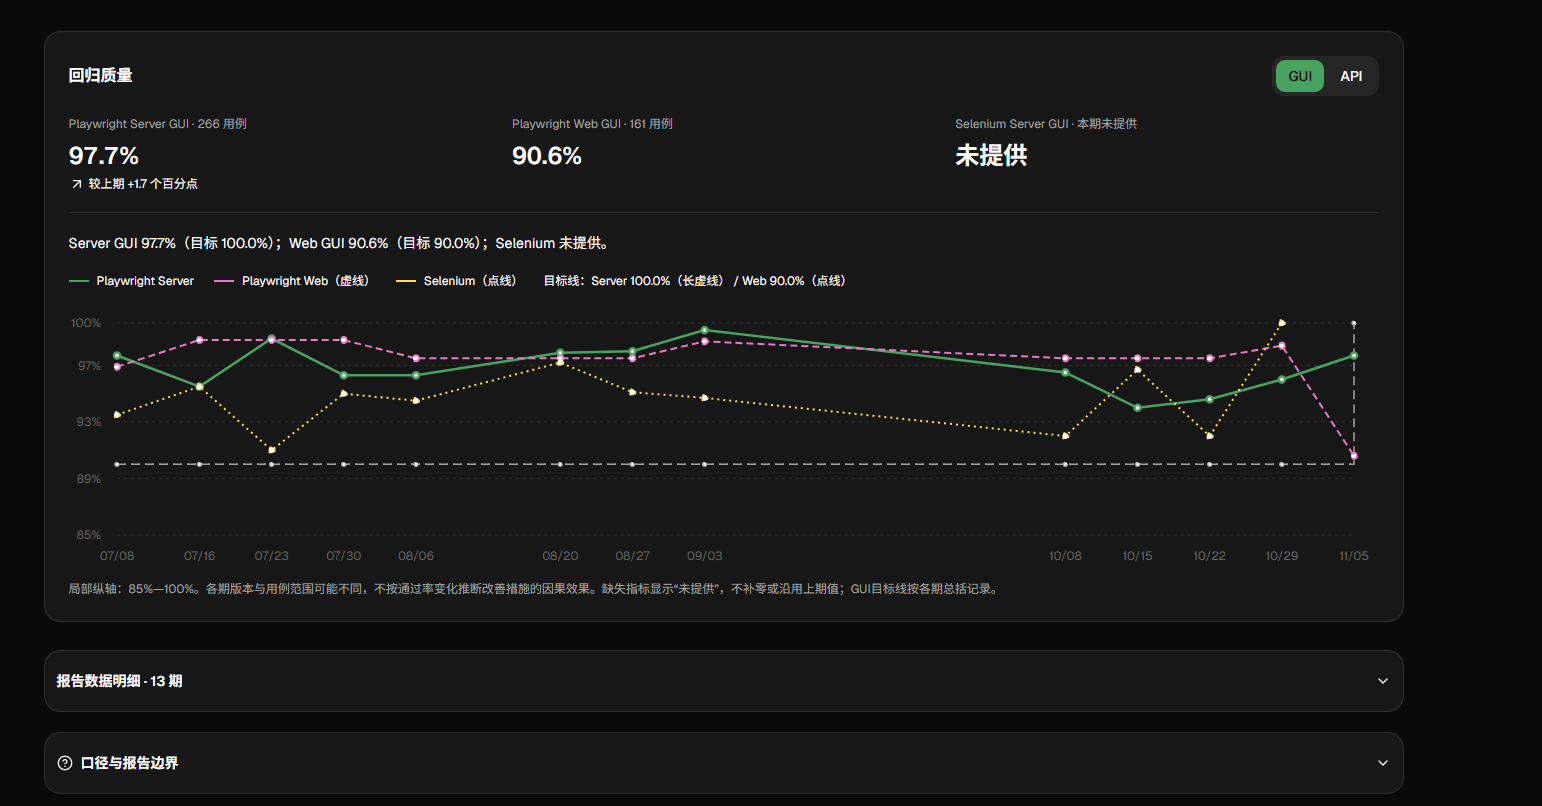 回归质量
GUI API
Playwright Server GUI · 266 用例
97.7%
较上期 +1.7 个百分点
Playwright Web GUI · 161 用例
90.6%
Selenium Server GUI · 本期未提供
未提供
Server GUI 97.7%（目标 100.0%）；Web GUI 90.6%（目标 90.0%）；Selenium 未提供。
Playwright Server Playwright Web（虚线） Selenium（点线） 目标线：Server 100.0%（长虚线） / Web 90.0%（点线）
100%
97%
93%
89%
85%
07/08 07/16 07/23 07/30 08/06 08/20 08/27 09/03 10/08 10/15 10/22 10/29 11/05
局部纵轴：85%—100%。各期版本与用例范围可能不同，不按通过率变化推断改善措施的因果效果。缺失指标显示“未提供”，不补零或沿用上期值；GUI目标线按各期总括记录。
报告数据明细 · 13 期
口径与报告边界